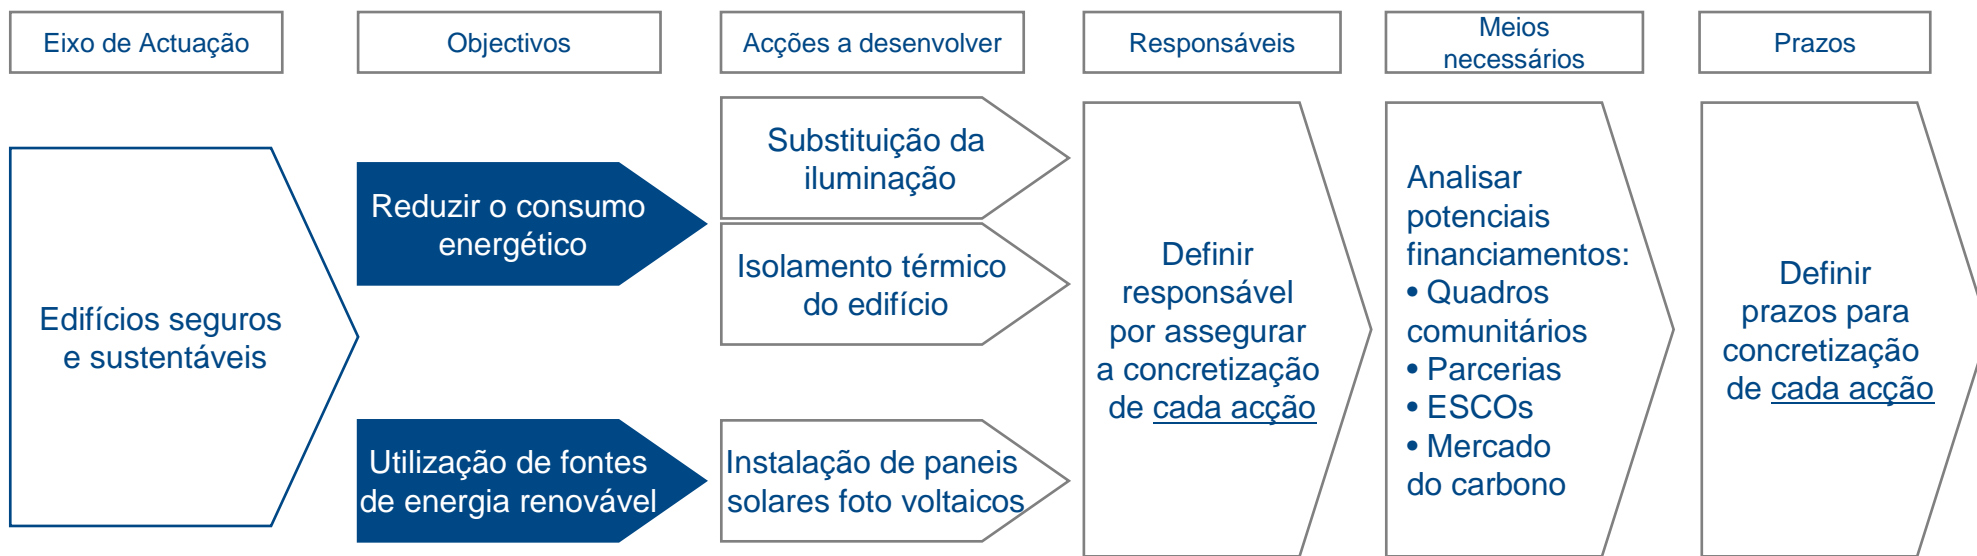 Eixo de Actuação
Objectivos
Acções a desenvolver
Responsáveis
Meios
necessários
Prazos
Edifícios seguros
e sustentáveis
Reduzir o consumo
energético
Utilização de fontes
de energia renovável
Substituição da
iluminação
Isolamento térmico
do edifício
Instalação de paneis
solares foto voltaicos
Definir
responsável
por assegurar
a concretização
de cada acção
Analisar
potenciais
financiamentos:
• Quadros
comunitários
• Parcerias
• ESCOs
• Mercado
do carbono
Definir
prazos para
concretização
de cada acção